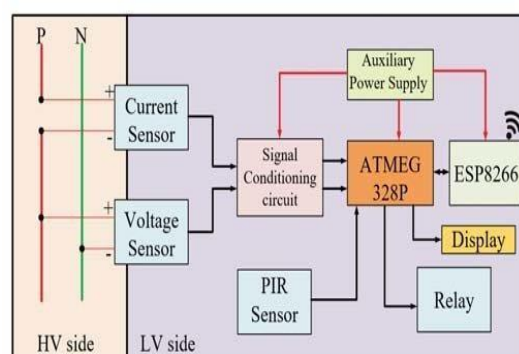 P N
+
Current
Sensor
-
+
Voltage
Sensor
-
Signal
Conditioning
circuit
Auxiliary
Power Supply
ATMEG
328P
ESP8266
Display
PIR
Sensor
Relay
HV side
LV side